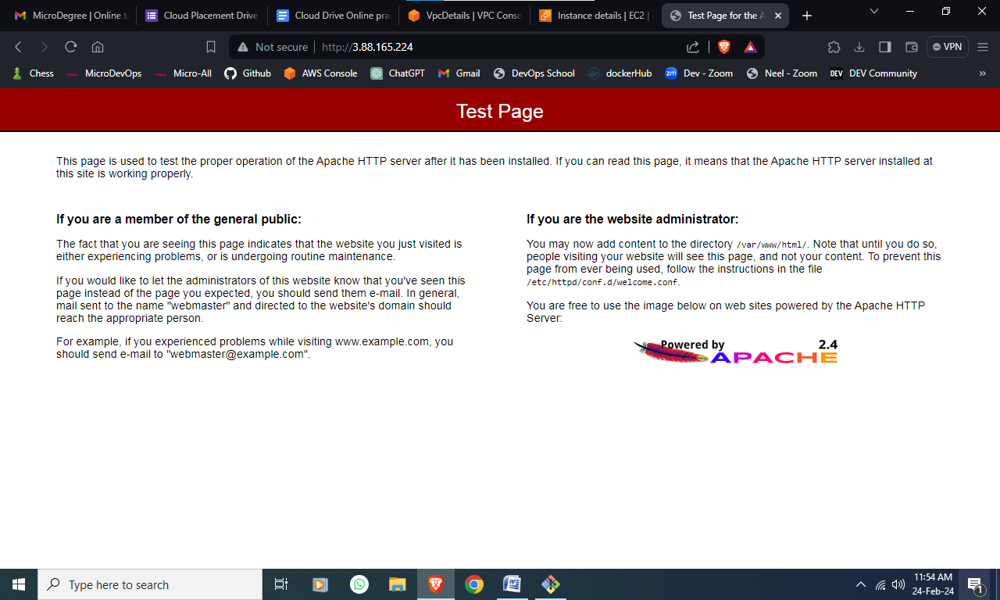 MicroDegree | Online t
Cloud Placement Drive
Cloud Drive Online pra
VpcDetails | VPC Conso
Instance details | EC2 |
Test Page for the A
Not secure
http://3.88.165.224
VPN
Chess
MicroDevOps
Micro-All
Github
AWS Console
ChatGPT
Gmail
DevOps School
dockerHub
zm
Dev - Zoom
Neel - Zoom
DEV
DEV Community
Test Page
This page is used to test the proper operation of the Apache HTTP server after it has been installed. If you can read this page, it means that the Apache HTTP server installed at
this site is working properly.
If you are a member of the general public:
The fact that you are seeing this page indicates that the website you just visited is
either experiencing problems, or is undergoing routine maintenance.
If you would like to let the administrators of this website know that you've seen this
page instead of the page you expected, you should send them e-mail. In general,
mail sent to the name "webmaster" and directed to the website's domain should
reach the appropriate person.
For example, if you experienced problems while visiting www.example.com, you
should send e-mail to "webmaster@example.com".
If you are the website administrator:
You may now add content to the directory /var/www/html/. Note that until you do so,
people visiting your website will see this page, and not your content. To prevent this
page from ever being used, follow the instructions in the file
/etc/httpd/conf.d/welcome.conf.
You are free to use the image below on web sites powered by the Apache HTTP
Server:
Powered by 2.4
APACHE
Type here to search
11:54 AM
24-Feb-24
1